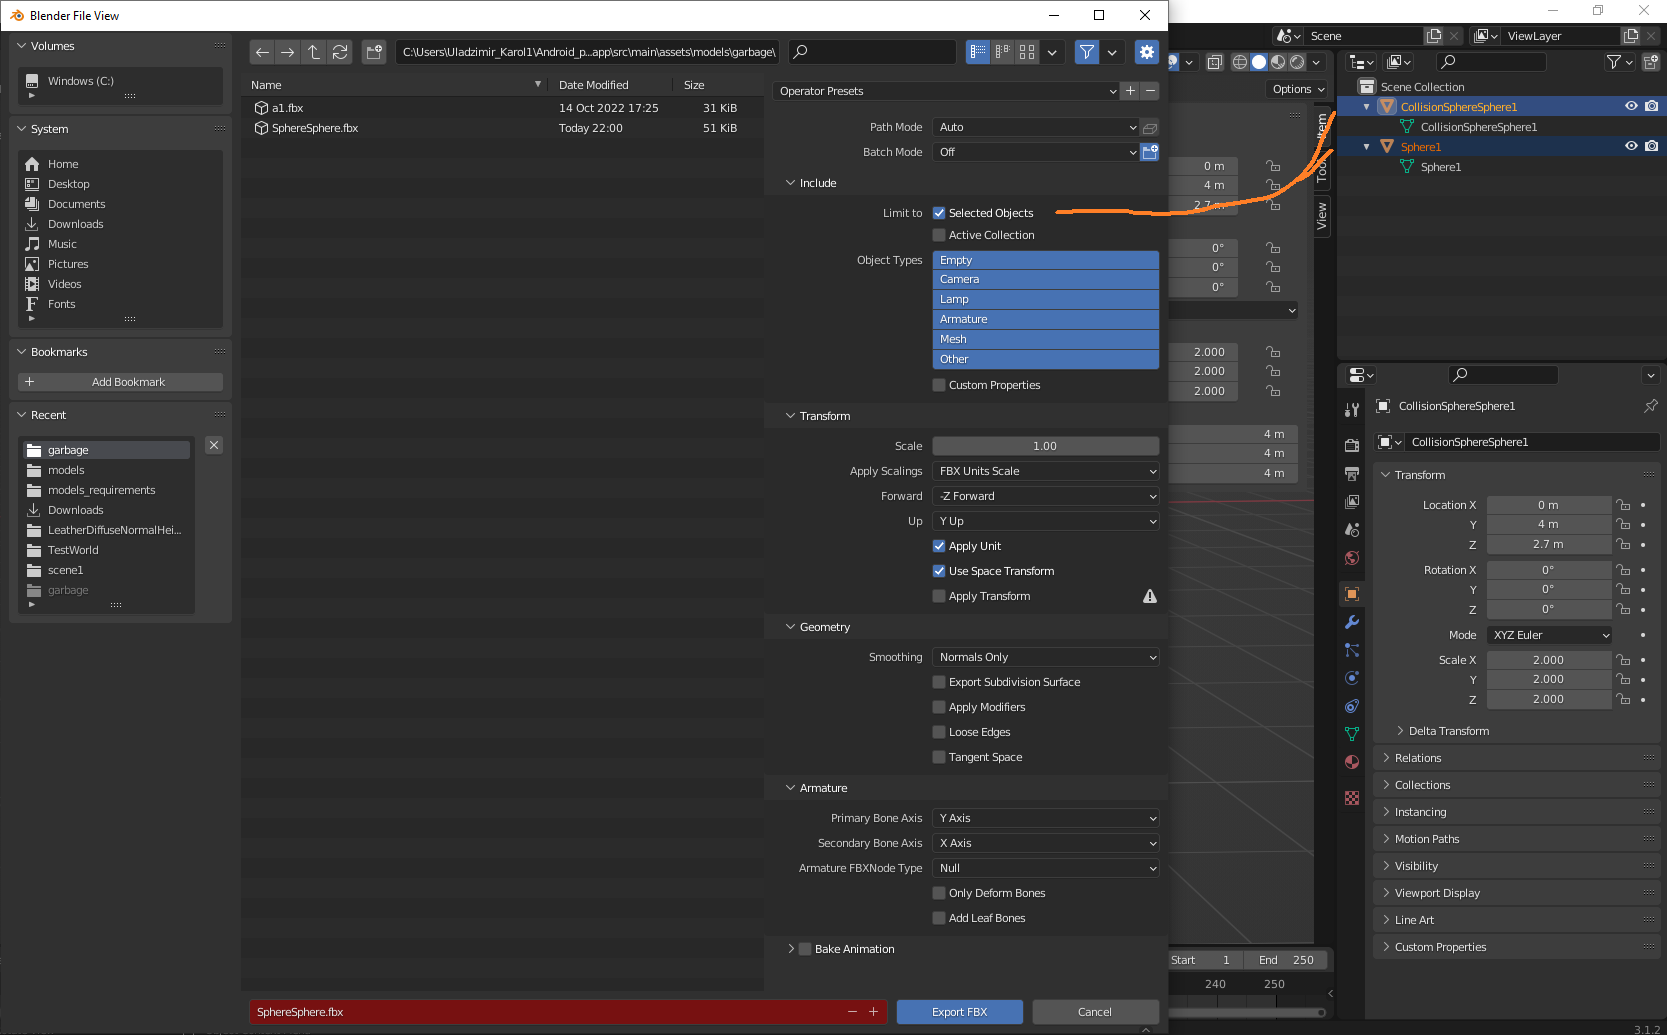 Blender File View
Volumes
Windows (C:)
System
Home
Desktop
Documents
Downloads
Music
Pictures
Videos
Fonts
Bookmarks
Add Bookmark
Recent
garbage
models
models_requirements
Downloads
LeatherDiffuseNormalHei...
TestWorld
scene1
garbage
C:\Users\Uladzimir_Karol1\Android_p...app\src\main\assets\models\garbage\
Name Date Modified Size
a1.fbx 14 Oct 2022 17:25 31 KiB
SphereSphere.fbx Today 22:00 51 KiB
Operator Presets
Path Mode Auto
Batch Mode Off
Include
Limit to Selected Objects
Active Collection
Object Types Empty
Camera
Lamp
Armature
Mesh
Other
Custom Properties
Transform
Scale 1.00
Apply Scalings FBX Units Scale
Forward -Z Forward
Up Y Up
Apply Unit
Use Space Transform
Apply Transform
Geometry
Smoothing Normals Only
Export Subdivision Surface
Apply Modifiers
Loose Edges
Tangent Space
Armature
Primary Bone Axis Y Axis
Secondary Bone Axis X Axis
Armature FBXNode Type Null
Only Deform Bones
Add Leaf Bones
Bake Animation
SphereSphere.fbx
Export FBX
Cancel
Scene
ViewLayer
Options
0 m
4 m
2.7 m
0°
0°
0°
2.000
2.000
2.000
4 m
4 m
4 m
Item
Tool
View
Start 1 End 250
240 250
Scene Collection
CollisionSphereSphere1
CollisionSphereSphere1
Sphere1
Sphere1
CollisionSphereSphere1
CollisionSphereSphere1
Transform
Location X 0 m
Y 4 m
Z 2.7 m
Rotation X 0°
Y 0°
Z 0°
Mode XYZ Euler
Scale X 2.000
Y 2.000
Z 2.000
Delta Transform
Relations
Collections
Instancing
Motion Paths
Visibility
Viewport Display
Line Art
Custom Properties
3.1.2